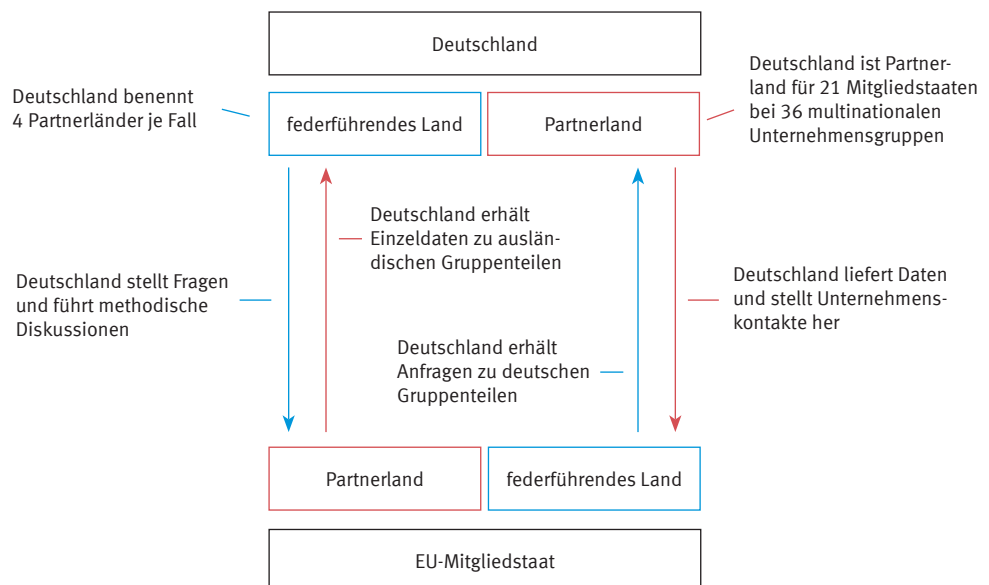 Deutschland
Deutschland benennt
4 Partnerländer je Fall
federführendes Land
Partnerland
Deutschland ist Partner-
land für 21 Mitgliedstaaten
bei 36 multinationalen
Unternehmensgruppen
Deutschland erhält
Einzeldaten zu auslän-
dischen Gruppenteilen
Deutschland stellt Fragen
und führt methodische
Diskussionen
Deutschland liefert Daten
und stellt Unternehmens-
kontakte her
Deutschland erhält
Anfragen zu deutschen
Gruppenteilen
Partnerland
federführendes Land
EU-Mitgliedstaat